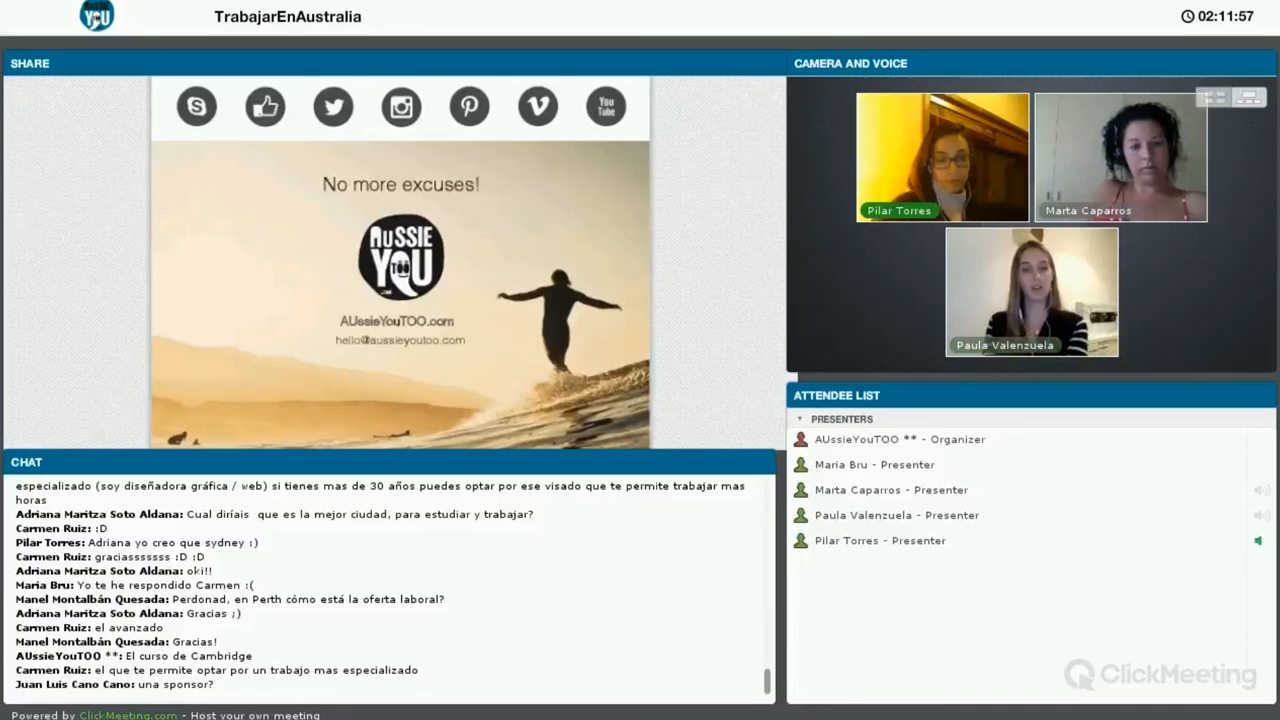 AUSSIE
YOU
TrabajarEnAustralia
02:11:57
SHARE
CAMERA AND VOICE
You
Tube
No more excuses!
AUSSIE
YOU
TOO
AUssieYouTOO.com
hello@aussieyoutoo.com
Pilar Torres
Marta Caparros
Paula Valenzuela
ATTENDEE LIST
PRESENTERS
AUssieYouTOO ** - Organizer
Maria Bru - Presenter
Marta Caparros - Presenter
Paula Valenzuela - Presenter
Pilar Torres - Presenter
CHAT
especializado (soy diseñadora gráfica / web) si tienes mas de 30 años puedes optar por ese visado que te permite trabajar mas
horas
Adriana Maritza Soto Aldana: Cual diríais que es la mejor ciudad, para estudiar y trabajar?
Carmen Ruiz: :D
Pilar Torres: Adriana yo creo que sydney :)
Carmen Ruiz: graciasssssss :D :D
Adriana Maritza Soto Aldana: oki!!
Maria Bru: Yo te he respondido Carmen :(
Manel Montalbán Quesada: Perdonad, en Perth cómo está la oferta laboral?
Adriana Maritza Soto Aldana: Gracias ;)
Carmen Ruiz: el avanzado
Manel Montalbán Quesada: Gracias!
AUssieYouTOO **: El curso de Cambridge
Carmen Ruiz: el que te permite optar por un trabajo mas especializado
Juan Luis Cano Cano: una sponsor?
ClickMeeting
Powered by ClickMeeting.com - Host your own meeting